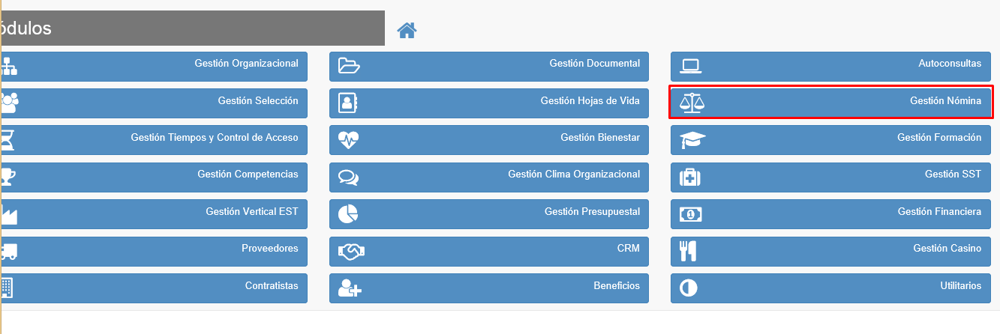 ódulos
Gestión Organizacional
Gestión Documental
Autoconsultas
Gestión Selección
Gestión Hojas de Vida
Gestión Nómina
Gestión Tiempos y Control de Acceso
Gestión Bienestar
Gestión Formación
Gestión Competencias
Gestión Clima Organizacional
Gestión SST
Gestión Vertical EST
Gestión Presupuestal
Gestión Financiera
Proveedores
CRM
Gestión Casino
Contratistas
Beneficios
Utilitarios